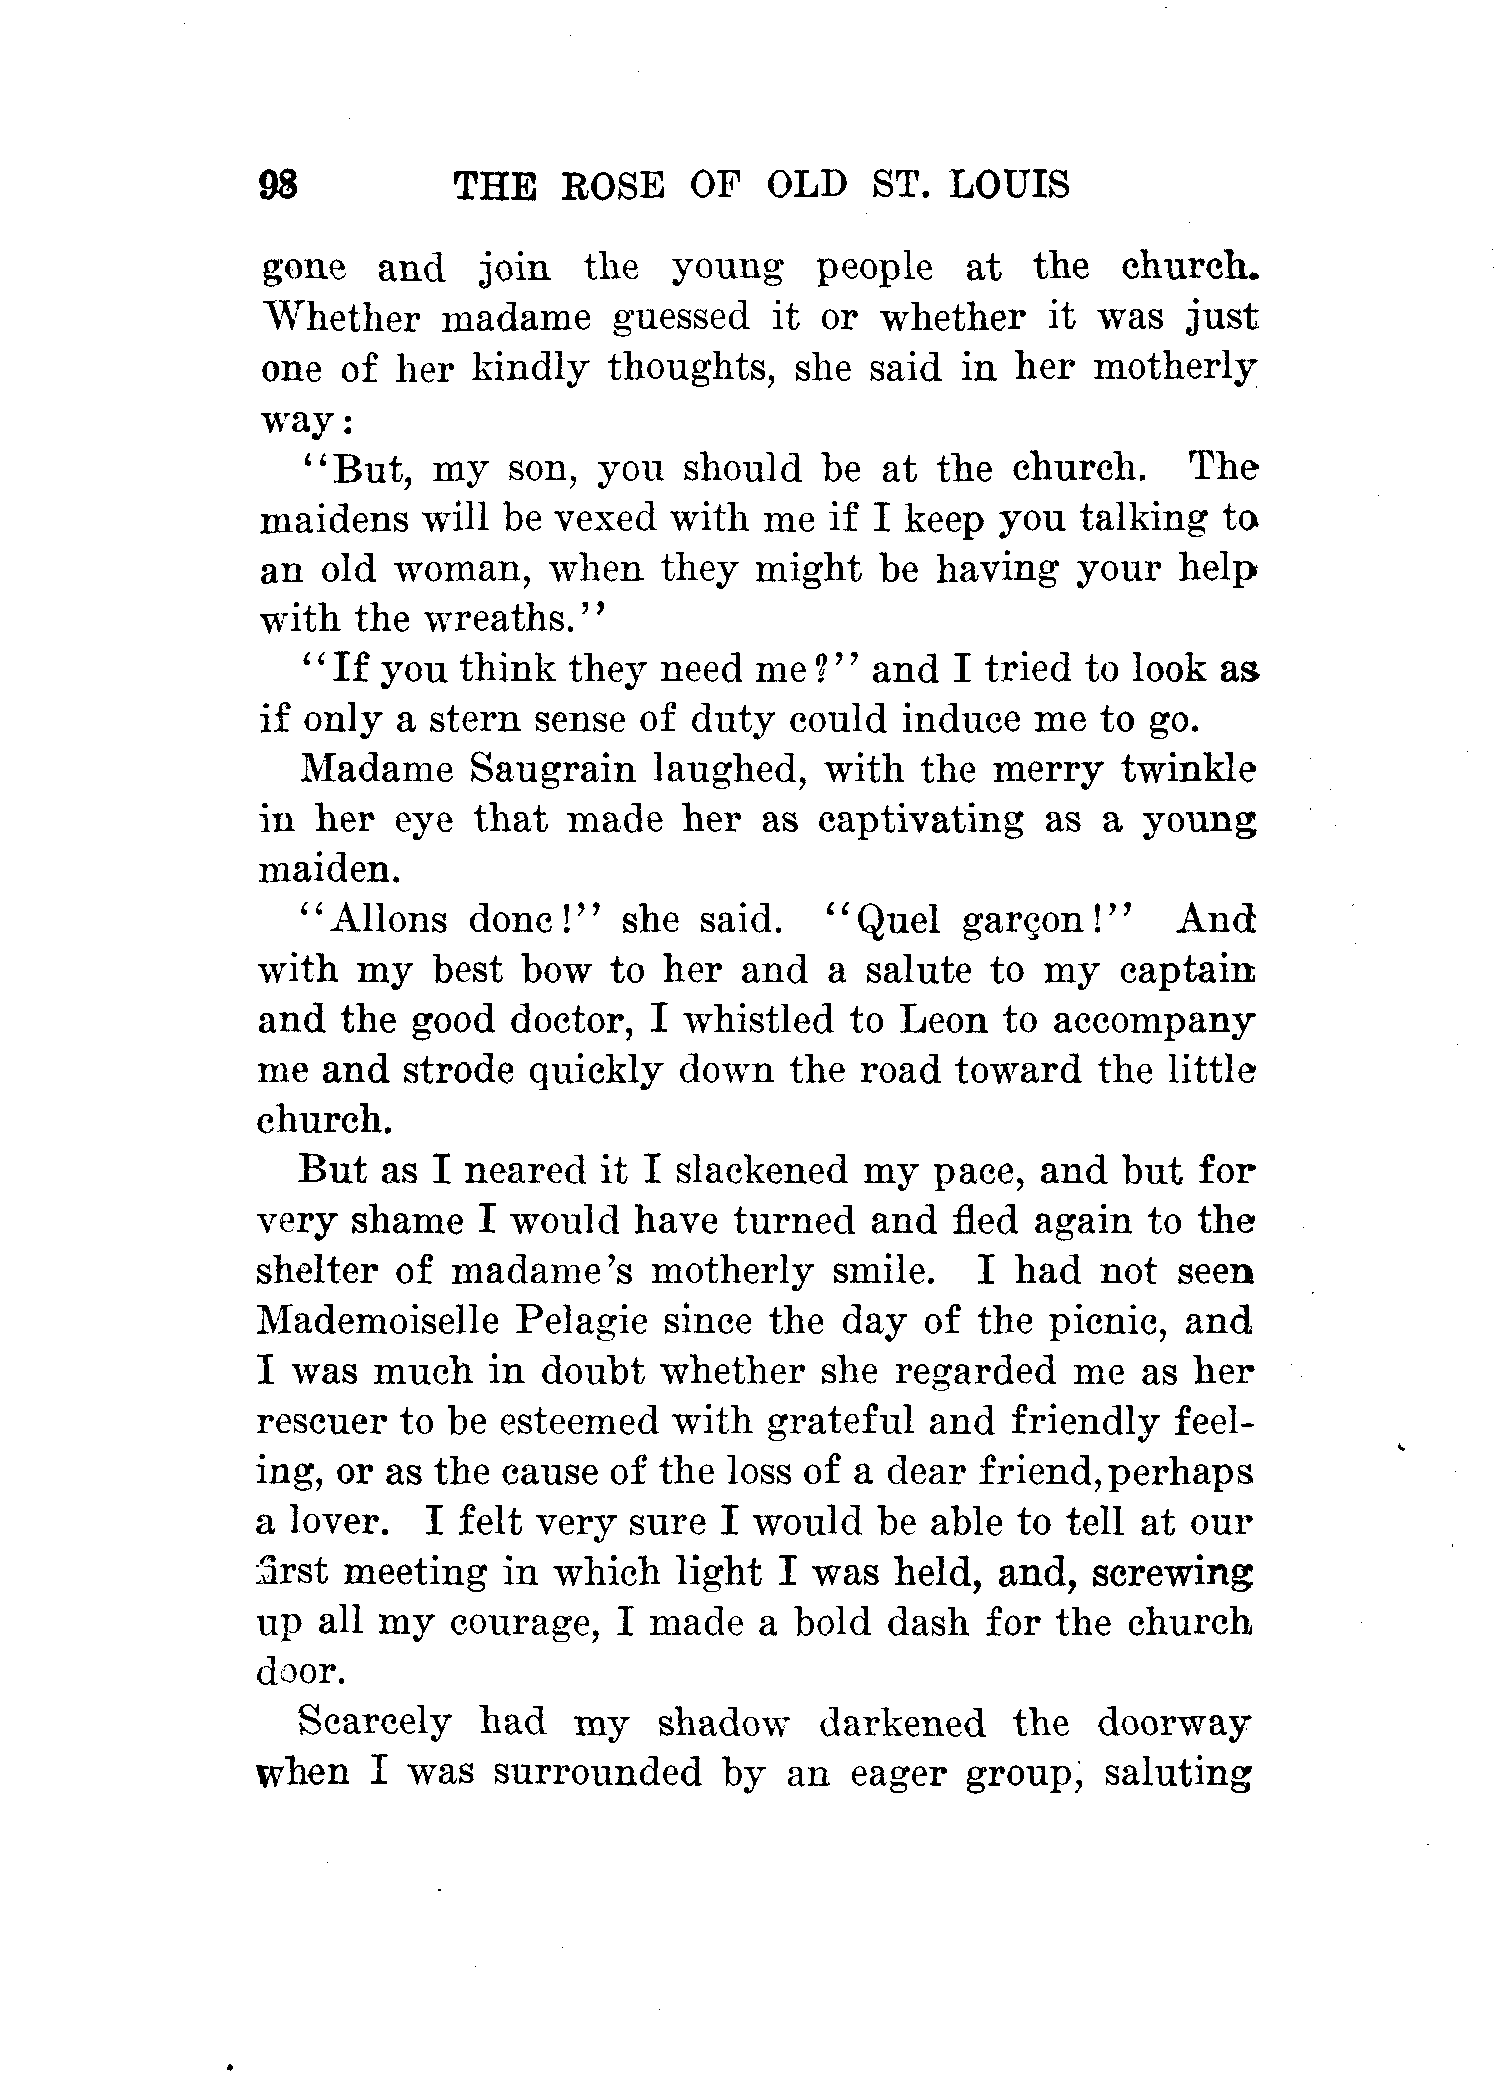 98 THE ROSE OF OLD ST. LOUIS
gone and join the young people at the church.
Whether madame guessed it or whether it was just
one of her kindly thoughts, she said in her motherly
way:
"But, my son, you should be at the church. The
maidens will be vexed with me if I keep you talking to
an old woman, when they might be having your help
with the wreaths."
"If you think they need me?" and I tried to look as
if only a stern sense of duty could induce me to go.
Madame Saugrain laughed, with the merry twinkle
in her eye that made her as captivating as a young
maiden.
"Allons donc!" she said. "Quel garçon!" And
with my best bow to her and a salute to my captain
and the good doctor, I whistled to Leon to accompany
me and strode quickly down the road toward the little
church.
But as I neared it I slackened my pace, and but for
very shame I would have turned and fled again to the
shelter of madame's motherly smile. I had not seen
Mademoiselle Pelagie since the day of the picnic, and
I was much in doubt whether she regarded me as her
rescuer to be esteemed with grateful and friendly feel-
ing, or as the cause of the loss of a dear friend, perhaps
a lover. I felt very sure I would be able to tell at our
first meeting in which light I was held, and, screwing
up all my courage, I made a bold dash for the church
door.
Scarcely had my shadow darkened the doorway
when I was surrounded by an eager group, saluting